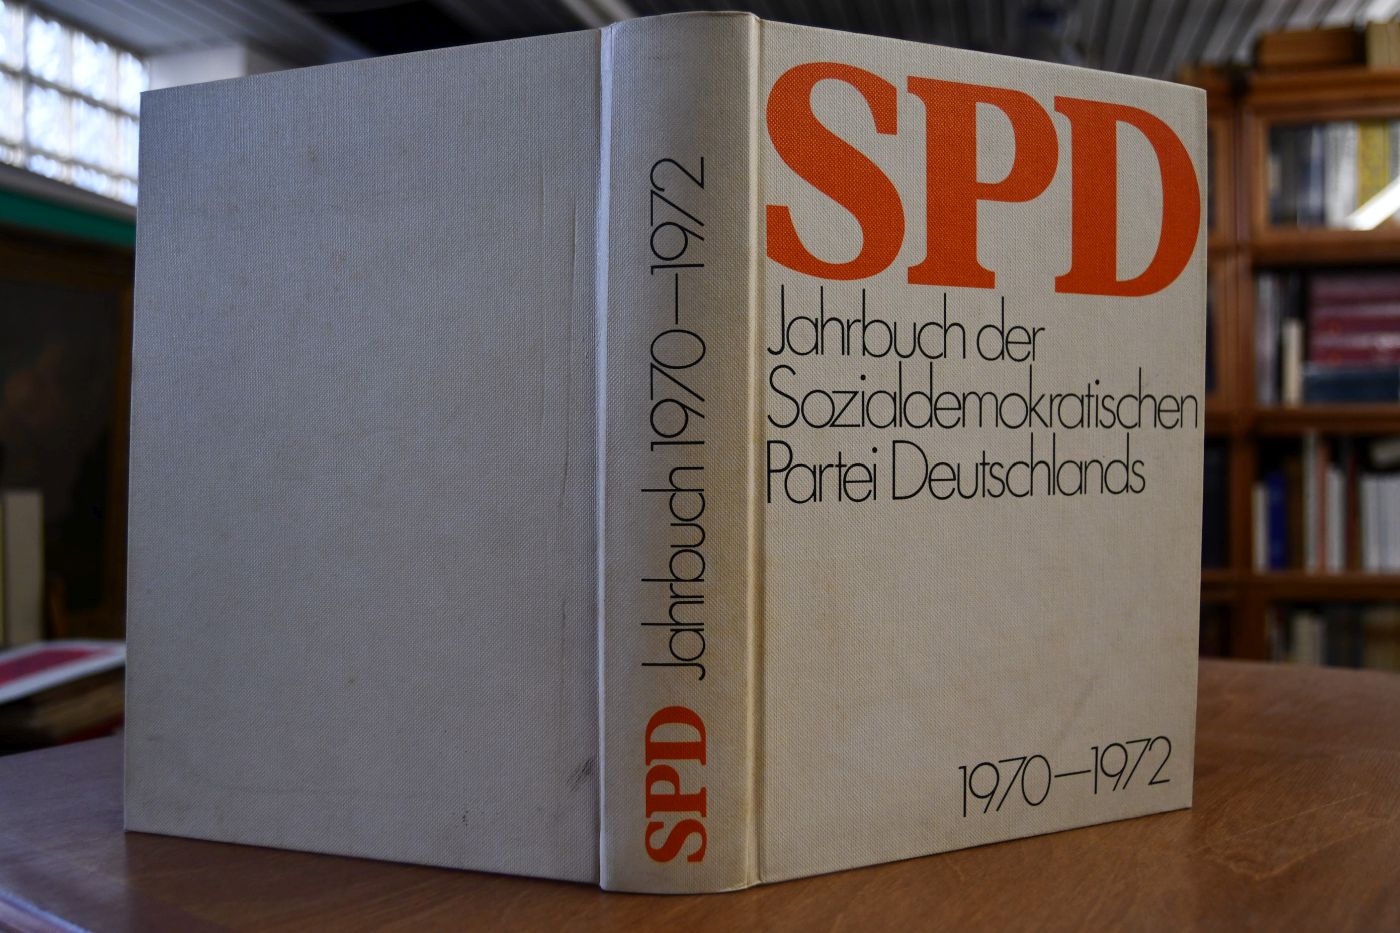 SPD Jahrbuch 1970–1972
SPD
Jahrbuch der
Sozialdemokratischen
Partei Deutschlands
1970–1972